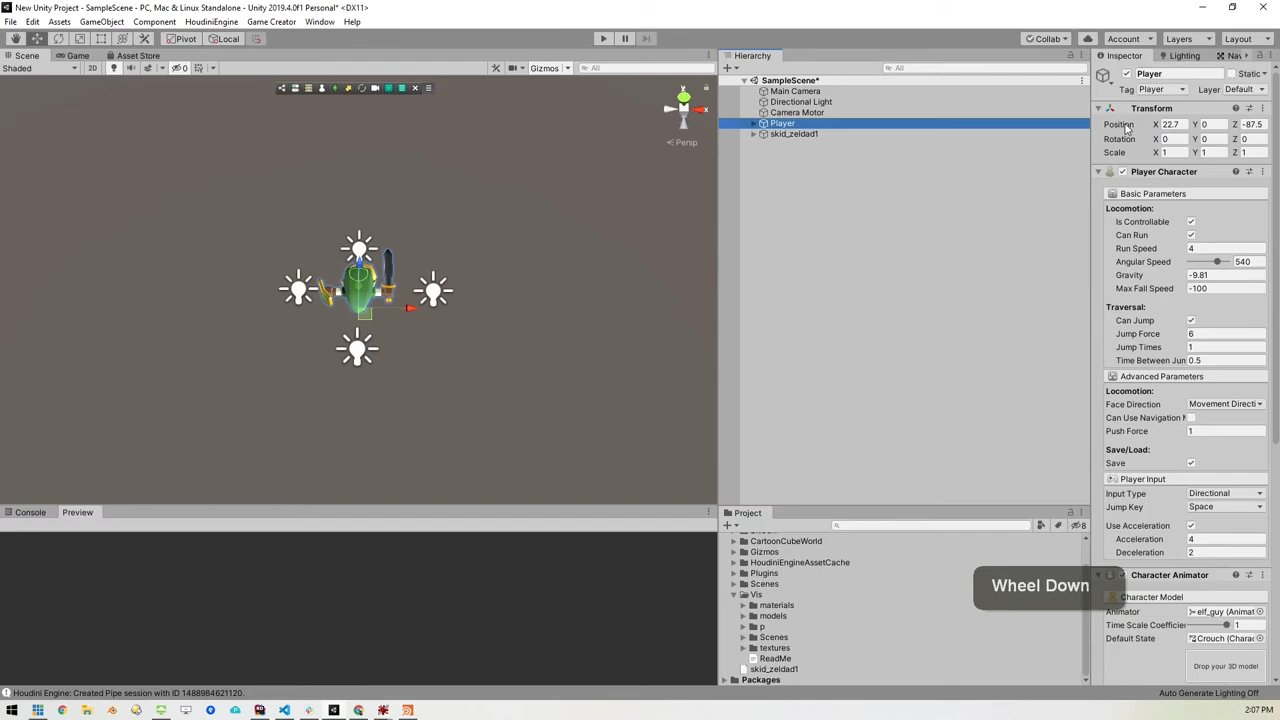 New Unity Project - SampleScene - PC, Mac & Linux Standalone - Unity 2019.4.0f1 Personal* <DX11>
File Edit Assets GameObject Component HoudiniEngine Game Creator Window Help
Pivot Local Collab Account Layers Layout
Scene Game Asset Store
Shaded 2D 0 Gizmos All
Persp
Console Preview
Hierarchy
All
SampleScene*
Main Camera
Directional Light
Camera Motor
Player
skid_zeldad1
Project
8
CartoonCubeWorld
Gizmos
HoudiniEngineAssetCache
Plugins
Scenes
Vis
materials
models
p
Scenes
textures
ReadMe
skid_zeldad1
Packages
Inspector Lighting Nav
Player Static
Tag Player Layer Default
Transform
Position X 22.7 Y 0 Z -87.5
Rotation X 0 Y 0 Z 0
Scale X 1 Y 1 Z 1
Player Character
Basic Parameters
Locomotion:
Is Controllable
Can Run
Run Speed 4
Angular Speed 540
Gravity -9.81
Max Fall Speed -100
Traversal:
Can Jump
Jump Force 6
Jump Times 1
Time Between Jun 0.5
Advanced Parameters
Locomotion:
Face Direction Movement Directi
Can Use Navigation
Push Force 1
Save/Load:
Save
Player Input
Input Type Directional
Jump Key Space
Use Acceleration
Acceleration 4
Deceleration 2
Character Animator
Character Model
Animator elf_guy (Animat
Time Scale Coefficier 1
Default State Crouch (Charac
Drop your 3D model
Wheel Down
Houdini Engine: Created Pipe session with ID 1488984621120.
Auto Generate Lighting Off
2:07 PM